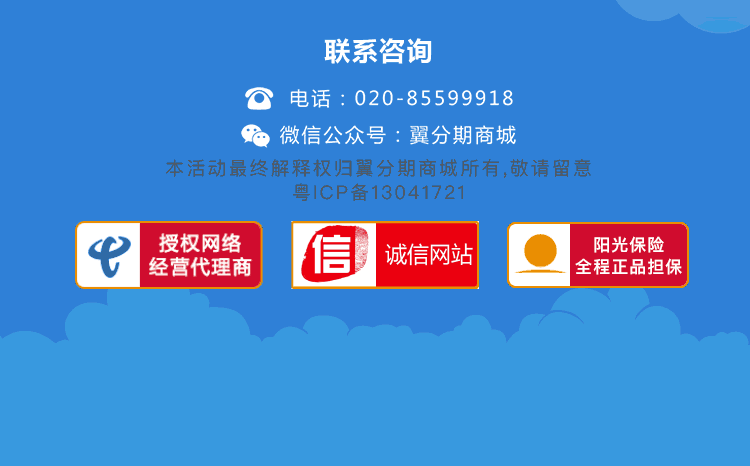 联系咨询
电话：020-85599918
微信公众号：翼分期商城
本活动最终解释权归翼分期商城所有,敬请留意
粤ICP备13041721
授权网络
经营代理商
信
诚信网站
阳光保险
全程正品担保